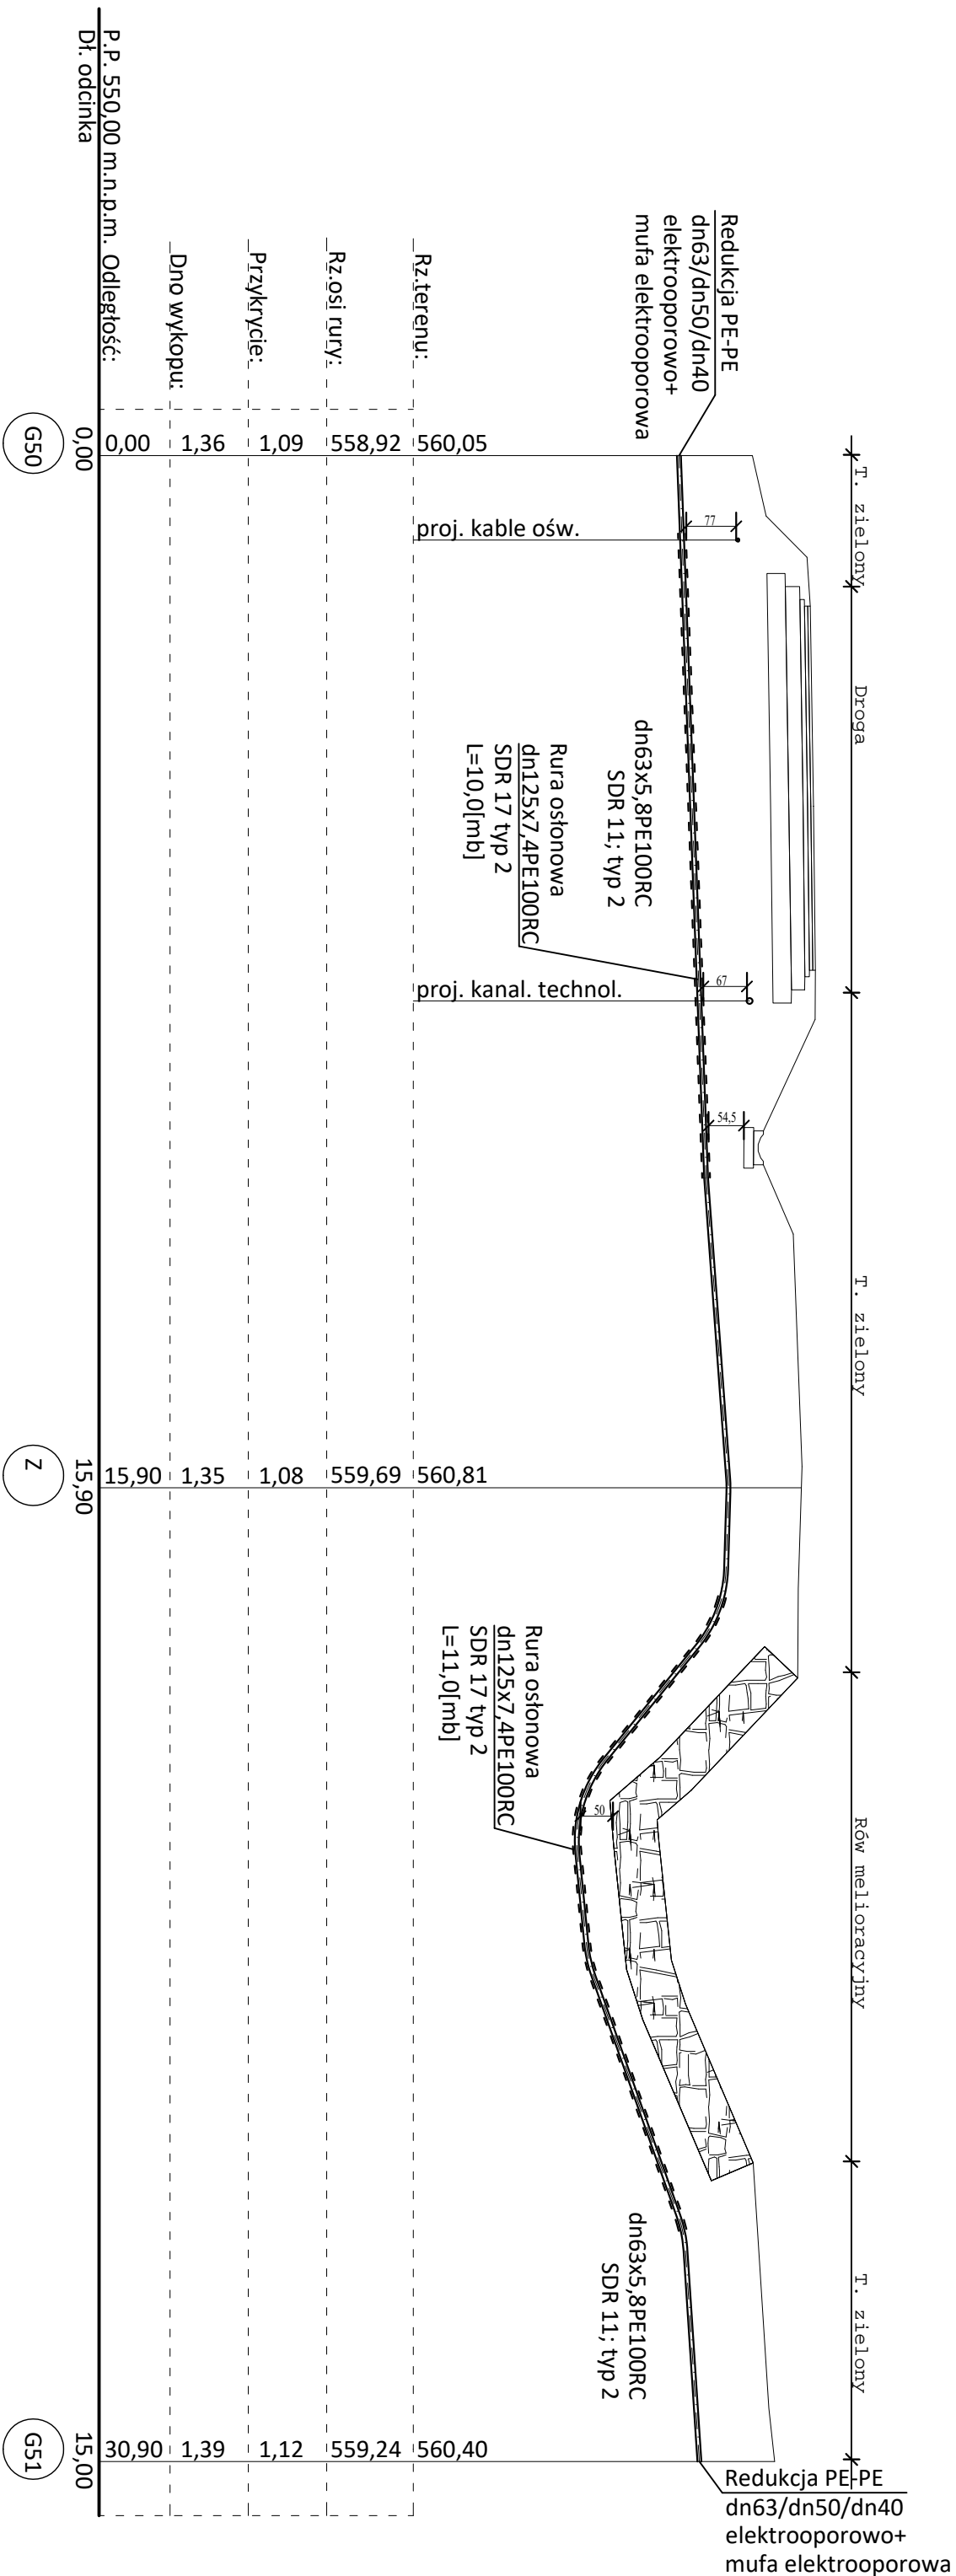 Redukcja PE-PE
dn63/dn50/dn40
elektrooporowo+
mufa elektrooporowa
T. zielony
Droga
T. zielony
Rów melioracyjny
T. zielony
77
67
54,5
50
proj. kable ośw.
dn63x5,8PE100RC
SDR 11; typ 2
Rura osłonowa
dn125x7,4PE100RC
SDR 17 typ 2
L=10,0[mb]
proj. kanal. technol.
Rura osłonowa
dn125x7,4PE100RC
SDR 17 typ 2
L=11,0[mb]
dn63x5,8PE100RC
SDR 11; typ 2
Redukcja PE-PE
dn63/dn50/dn40
elektrooporowo+
mufa elektrooporowa
Rz.terenu: 560,05 560,81 560,40
Rz.osi rury: 558,92 559,69 559,24
Przykrycie: 1,09 1,08 1,12
Dno wykopu: 1,36 1,35 1,39
P.P. 550,00 m.n.p.m. Odległość: 0,00 15,90 30,90
Dł. odcinka 0,00 15,90 15,00
G50 Z G51